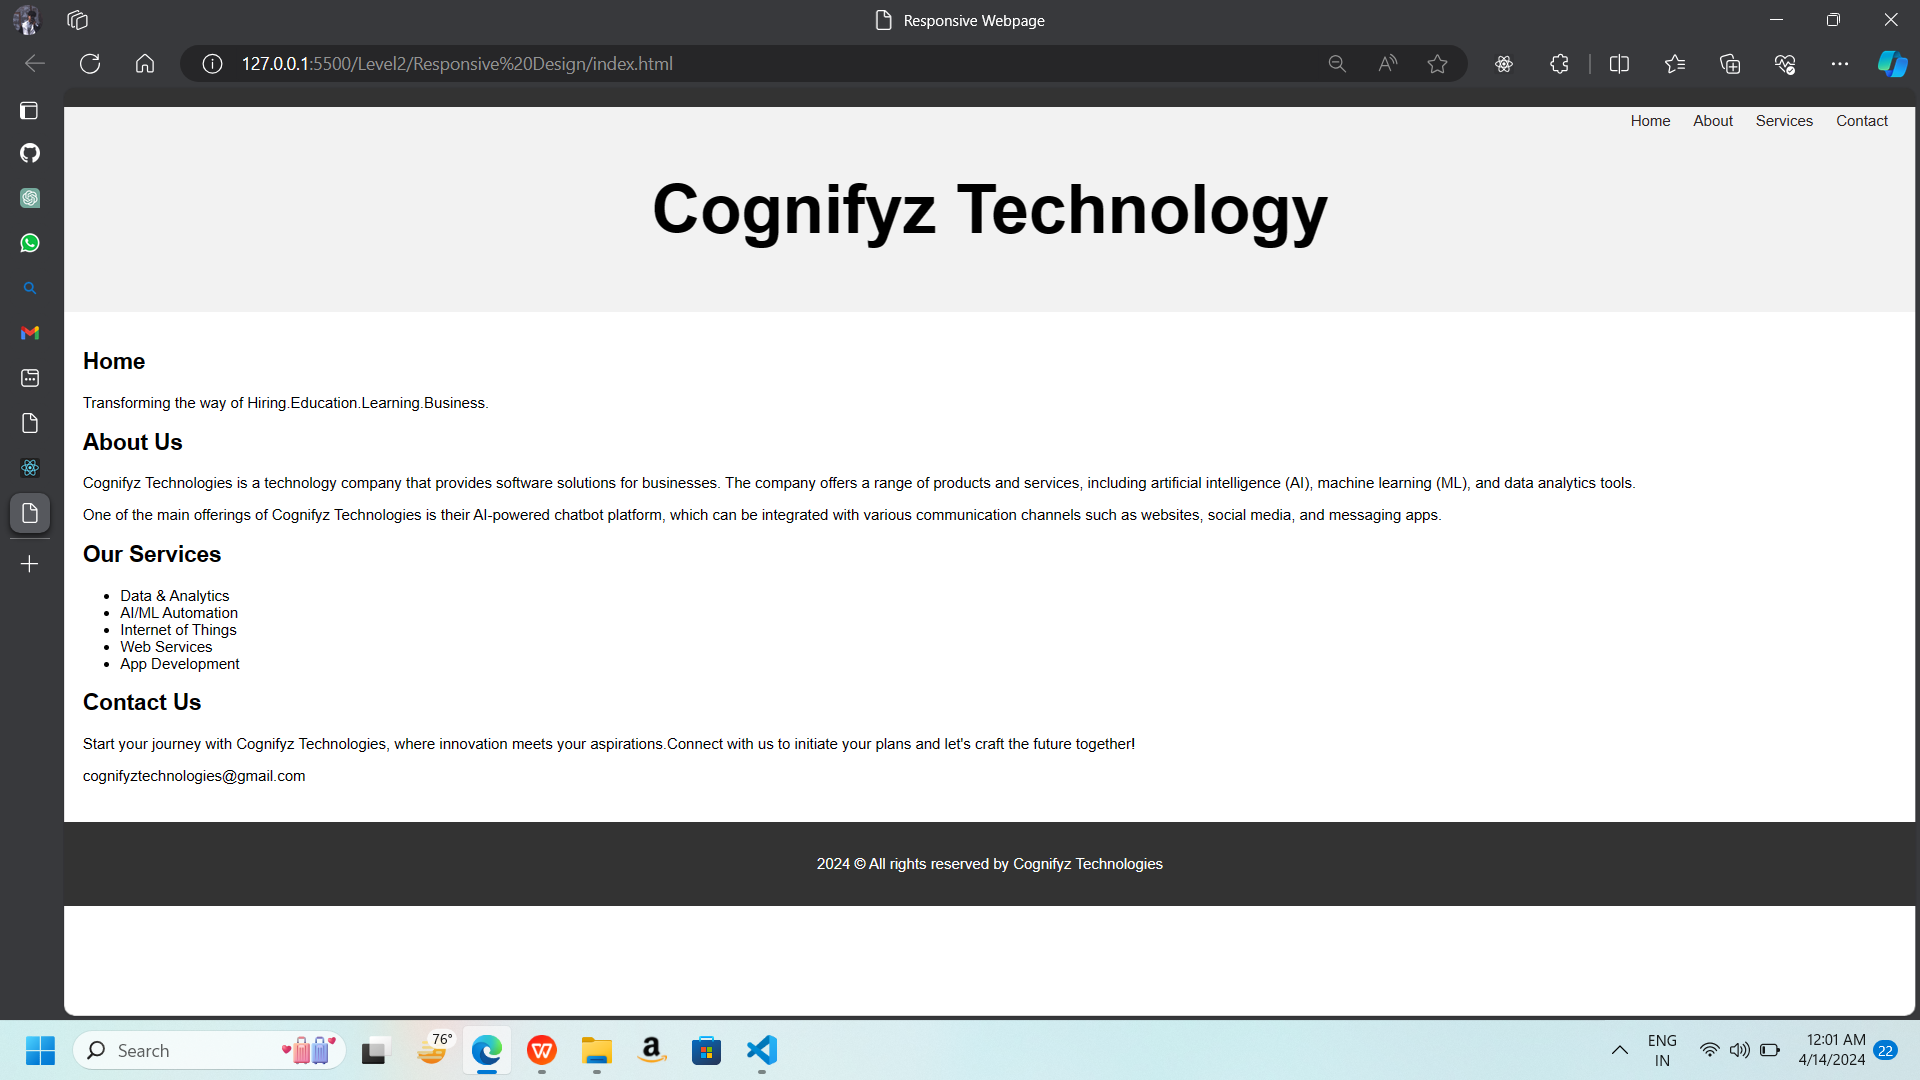 Responsive Webpage
127.0.0.1:5500/Level2/Responsive%20Design/index.html
Home About Services Contact
Cognifyz Technology
Home
Transforming the way of Hiring.Education.Learning.Business.
About Us
Cognifyz Technologies is a technology company that provides software solutions for businesses. The company offers a range of products and services, including artificial intelligence (AI), machine learning (ML), and data analytics tools.
One of the main offerings of Cognifyz Technologies is their AI-powered chatbot platform, which can be integrated with various communication channels such as websites, social media, and messaging apps.
Our Services
• Data & Analytics
• AI/ML Automation
• Internet of Things
• Web Services
• App Development
Contact Us
Start your journey with Cognifyz Technologies, where innovation meets your aspirations.Connect with us to initiate your plans and let's craft the future together!
cognifyztechnologies@gmail.com
2024 © All rights reserved by Cognifyz Technologies
Search
76°
ENG
IN
12:01 AM
4/14/2024
22